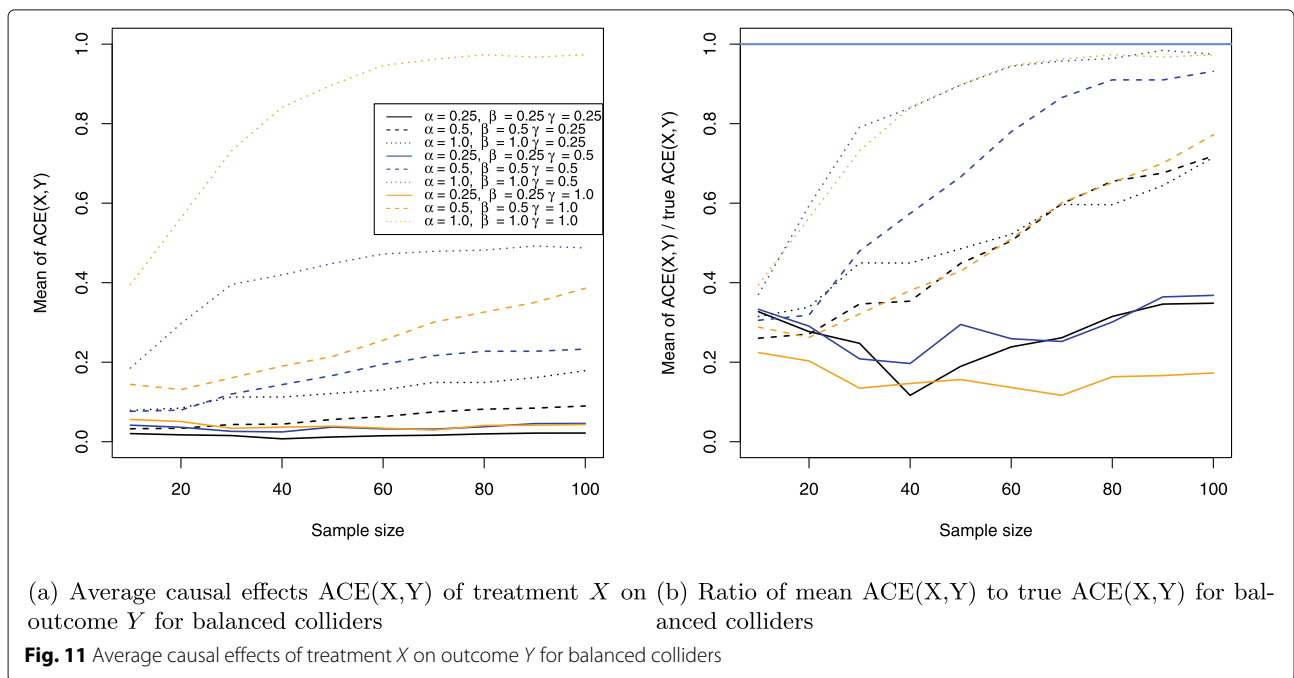 Mean of ACE(X,Y)
1.0
0.8
0.6
0.4
0.2
0.0
α = 0.25, β = 0.25 γ = 0.25
α = 0.5, β = 0.5 γ = 0.25
α = 1.0, β = 1.0 γ = 0.25
α = 0.25, β = 0.25 γ = 0.5
α = 0.5, β = 0.5 γ = 0.5
α = 1.0, β = 1.0 γ = 0.5
α = 0.25, β = 0.25 γ = 1.0
α = 0.5, β = 0.5 γ = 1.0
α = 1.0, β = 1.0 γ = 1.0
20 40 60 80 100
Sample size
Mean of ACE(X,Y) / true ACE(X,Y)
1.0
0.8
0.6
0.4
0.2
0.0
20 40 60 80 100
Sample size
(a) Average causal effects ACE(X,Y) of treatment X on
outcome Y for balanced colliders
(b) Ratio of mean ACE(X,Y) to true ACE(X,Y) for bal-
anced colliders
Fig. 11 Average causal effects of treatment X on outcome Y for balanced colliders